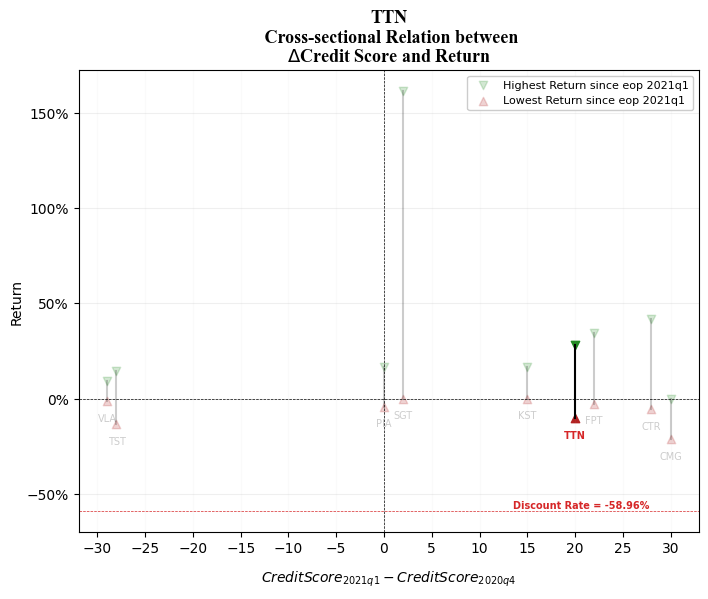 TTN
Cross-sectional Relation between
ΔCredit Score and Return
Highest Return since eop 2021q1
Lowest Return since eop 2021q1
Return
150%
100%
50%
0%
−50%
VLA
TST
PIA
SGT
KST
TTN
FPT
CTR
CMG
Discount Rate = -58.96%
−30 −25 −20 −15 −10 −5 0 5 10 15 20 25 30
CreditScore2021q1 − CreditScore2020q4